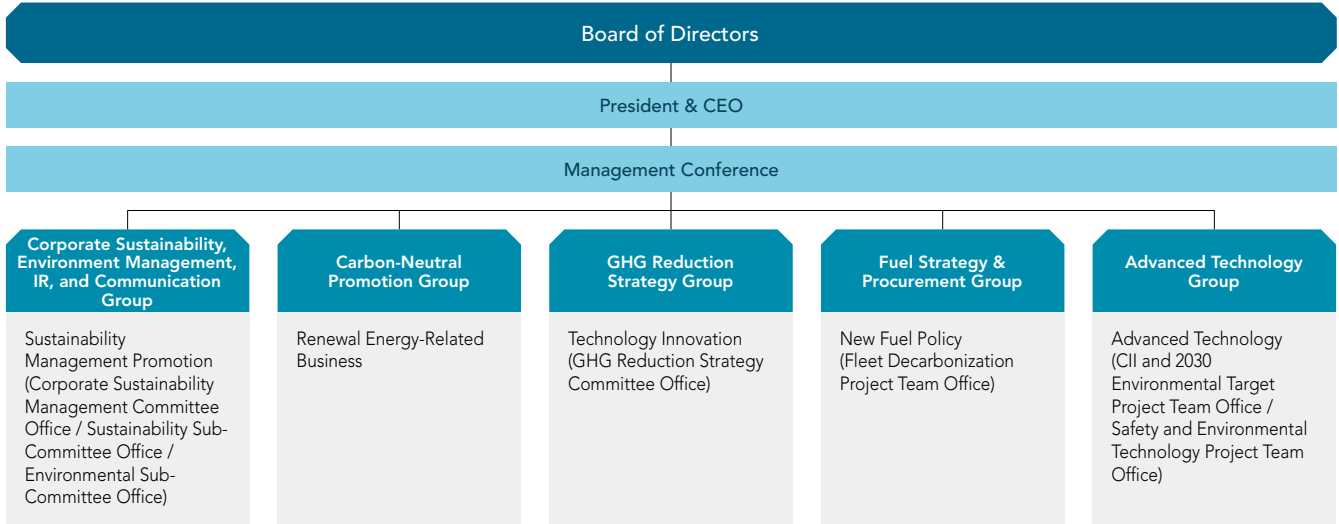 Board of Directors
President & CEO
Management Conference
Corporate Sustainability,
Environment Management,
IR, and Communication
Group
Sustainability
Management Promotion
(Corporate Sustainability
Management Committee
Office / Sustainability Sub-
Committee Office /
Environmental Sub-
Committee Office)
Carbon-Neutral
Promotion Group
Renewal Energy-Related
Business
GHG Reduction
Strategy Group
Technology Innovation
(GHG Reduction Strategy
Committee Office)
Fuel Strategy &
Procurement Group
New Fuel Policy
(Fleet Decarbonization
Project Team Office)
Advanced Technology
Group
Advanced Technology
(CII and 2030
Environmental Target
Project Team Office /
Safety and Environmental
Technology Project Team
Office)